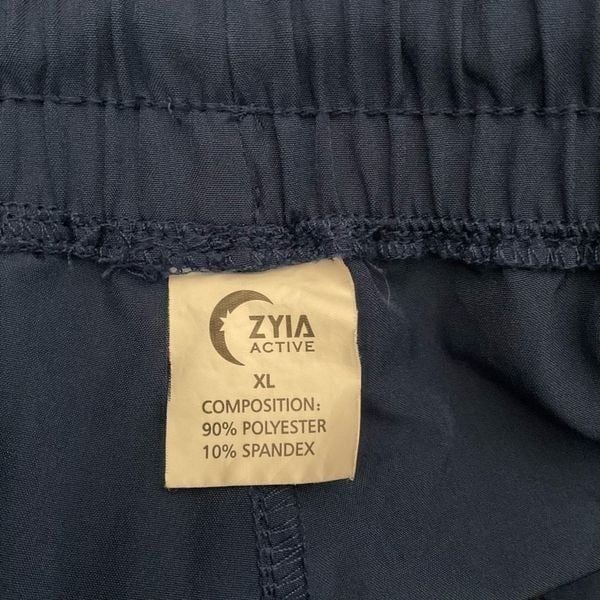 ZYIA
ACTIVE
XL
COMPOSITION:
90% POLYESTER
10% SPANDEX